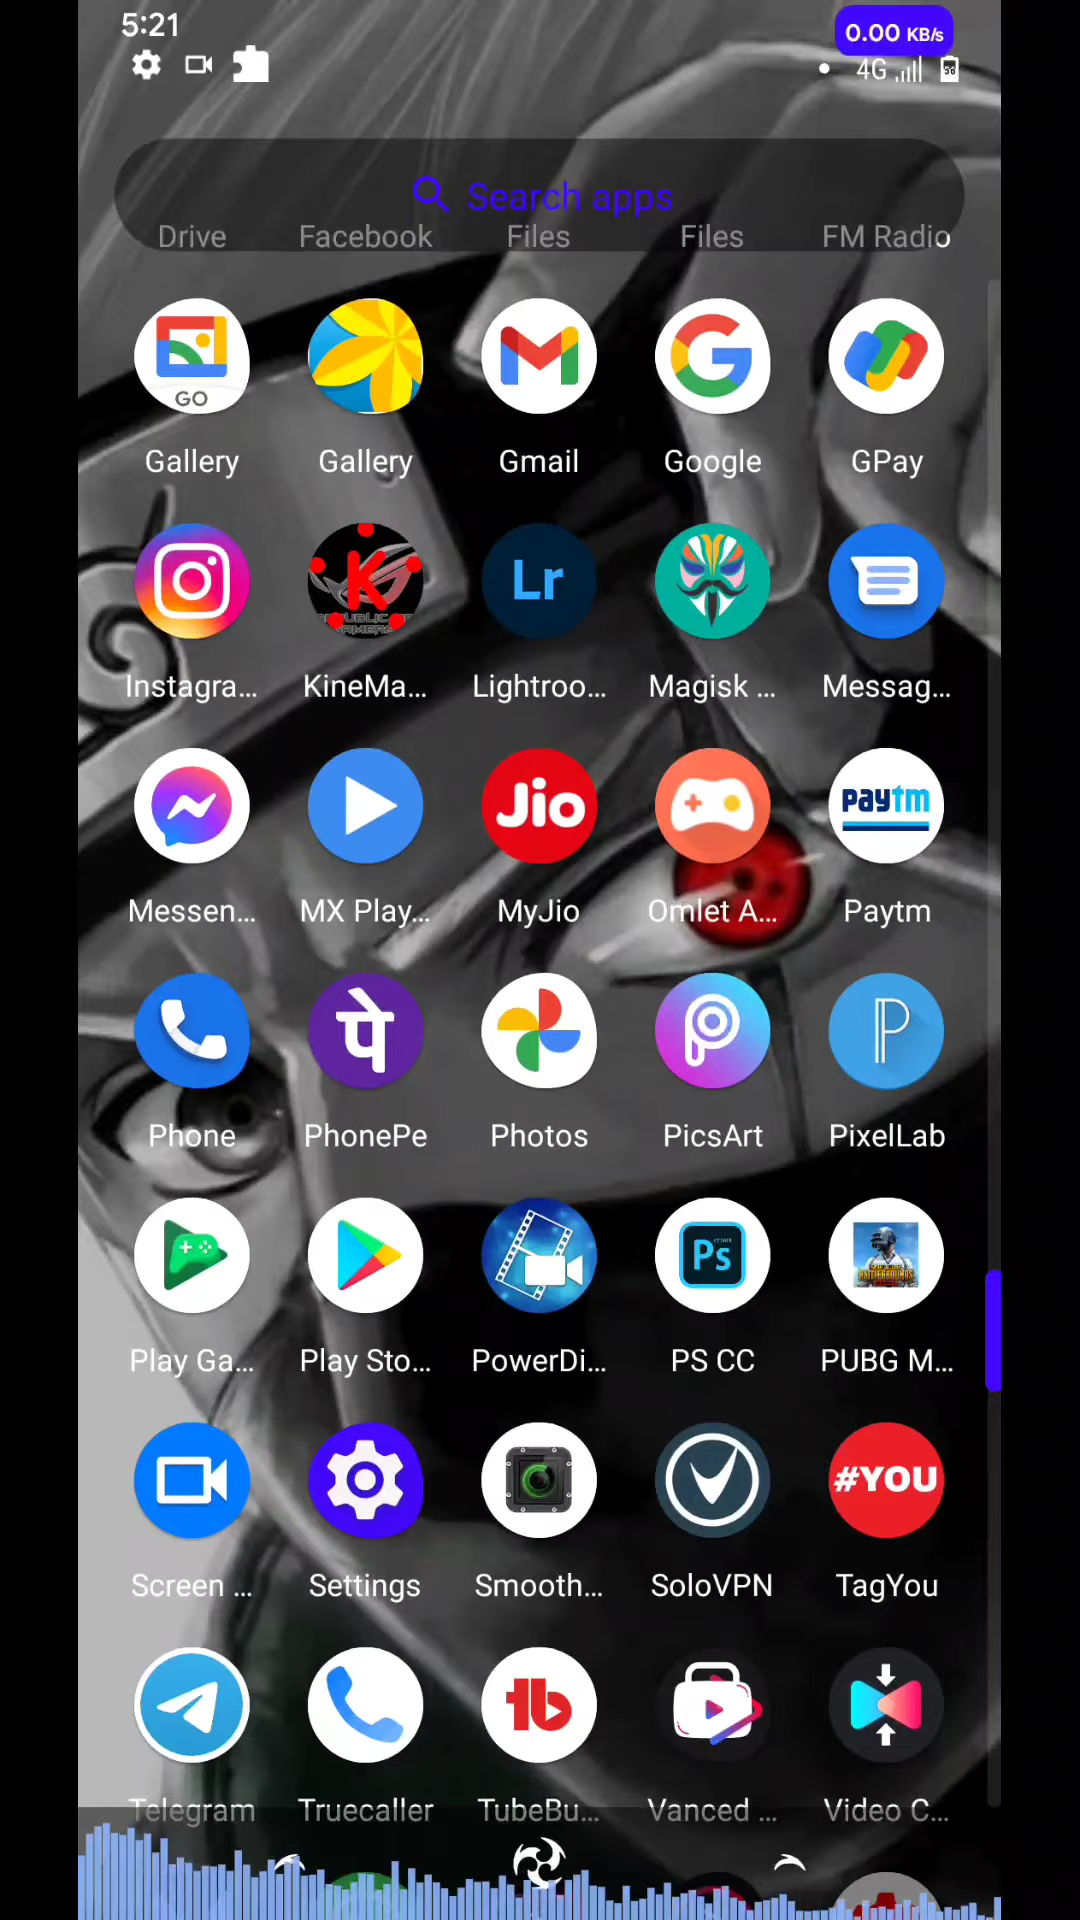 5:21
0.00 KB/s
4G
98
Search apps
Drive Facebook Files Files FM Radio
GO
Gallery Gallery Gmail Google GPay
K
Lr
Instagra… KineMa… Lightroo… Magisk … Messag…
Jio
paytm
Messen… MX Play… MyJio Omlet A… Paytm
पे
Phone PhonePe Photos PicsArt PixelLab
Ps
BATTLEGROUNDS
Play Ga… Play Sto… PowerDi… PS CC PUBG M…
#YOU
Screen … Settings Smooth… SoloVPN TagYou
tb
Telegram Truecaller TubeBu… Vanced … Video C…